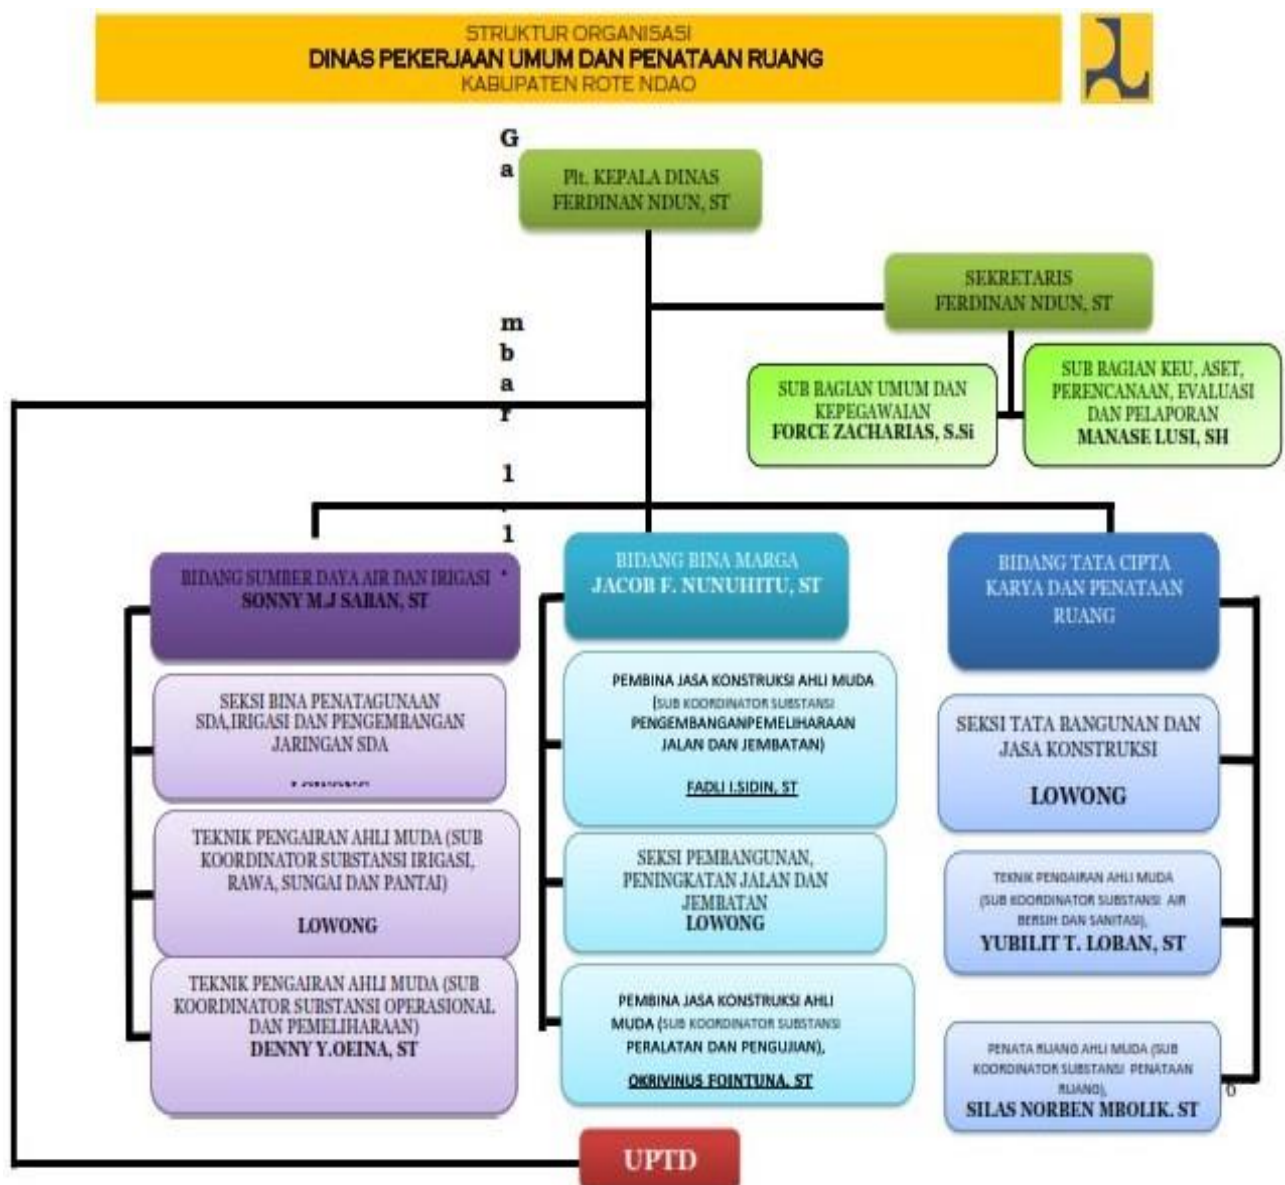 STRUKTUR ORGANISASI
DINAS PEKERJAAN UMUM DAN PENATAAN RUANG
KABUPATEN ROTE NDAO
G
a
m
b
a
r
1
.
1
.
Plt. KEPALA DINAS
FERDINAN NDUN, ST
SEKRETARIS
FERDINAN NDUN, ST
SUB BAGIAN UMUM DAN
KEPEGAWAIAN
FORCE ZACHARIAS, S.Si
SUB BAGIAN KEU, ASET,
PERENCANAAN, EVALUASI
DAN PELAPORAN
MANASE LUSI, SH
BIDANG SUMBER DAYA AIR DAN IRIGASI
SONNY M.J SABAN, ST
SEKSI BINA PENATAGUNAAN
SDA,IRIGASI DAN PENGEMBANGAN
JARINGAN SDA
LOWONG
TEKNIK PENGAIRAN AHLI MUDA (SUB
KOORDINATOR SUBSTANSI IRIGASI,
RAWA, SUNGAI DAN PANTAI)
LOWONG
TEKNIK PENGAIRAN AHLI MUDA (SUB
KOORDINATOR SUBSTANSI OPERASIONAL
DAN PEMELIHARAAN)
DENNY Y.OEINA, ST
BIDANG BINA MARGA
JACOB F. NUNUHITU, ST
PEMBINA JASA KONSTRUKSI AHLI MUDA
(SUB KOORDINATOR SUBSTANSI
PENGEMBANGANPEMELIHARAAN
JALAN DAN JEMBATAN)
FADLI I.SIDIN, ST
SEKSI PEMBANGUNAN,
PENINGKATAN JALAN DAN
JEMBATAN
LOWONG
PEMBINA JASA KONSTRUKSI AHLI
MUDA (SUB KOORDINATOR SUBSTANSI
PERALATAN DAN PENGUJIAN),
OKRIVINUS FOINTUNA, ST
BIDANG TATA CIPTA
KARYA DAN PENATAAN
RUANG
SEKSI TATA BANGUNAN DAN
JASA KONSTRUKSI
LOWONG
TEKNIK PENGAIRAN AHLI MUDA
(SUB KOORDINATOR SUBSTANSI AIR
BERSIH DAN SANITASI),
YUBILIT T. LOBAN, ST
PENATA RUANG AHLI MUDA (SUB
KOORDINATOR SUBSTANSI PENATAAN
RUANG),
SILAS NORBEN MBOLIK. ST
6
UPTD